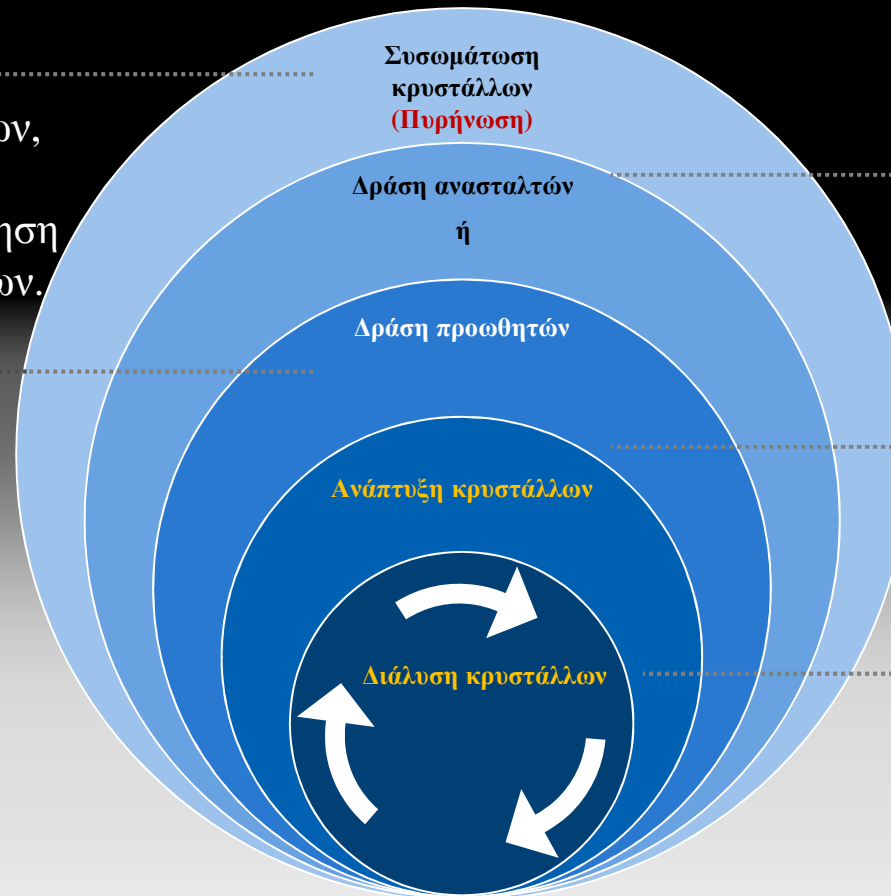 Συσωμάτωση
κρυστάλλων
(Πυρήνωση)
Δράση ανασταλτών
ή
Δράση προωθητών
Ανάπτυξη κρυστάλλων
Διάλυση κρυστάλλων